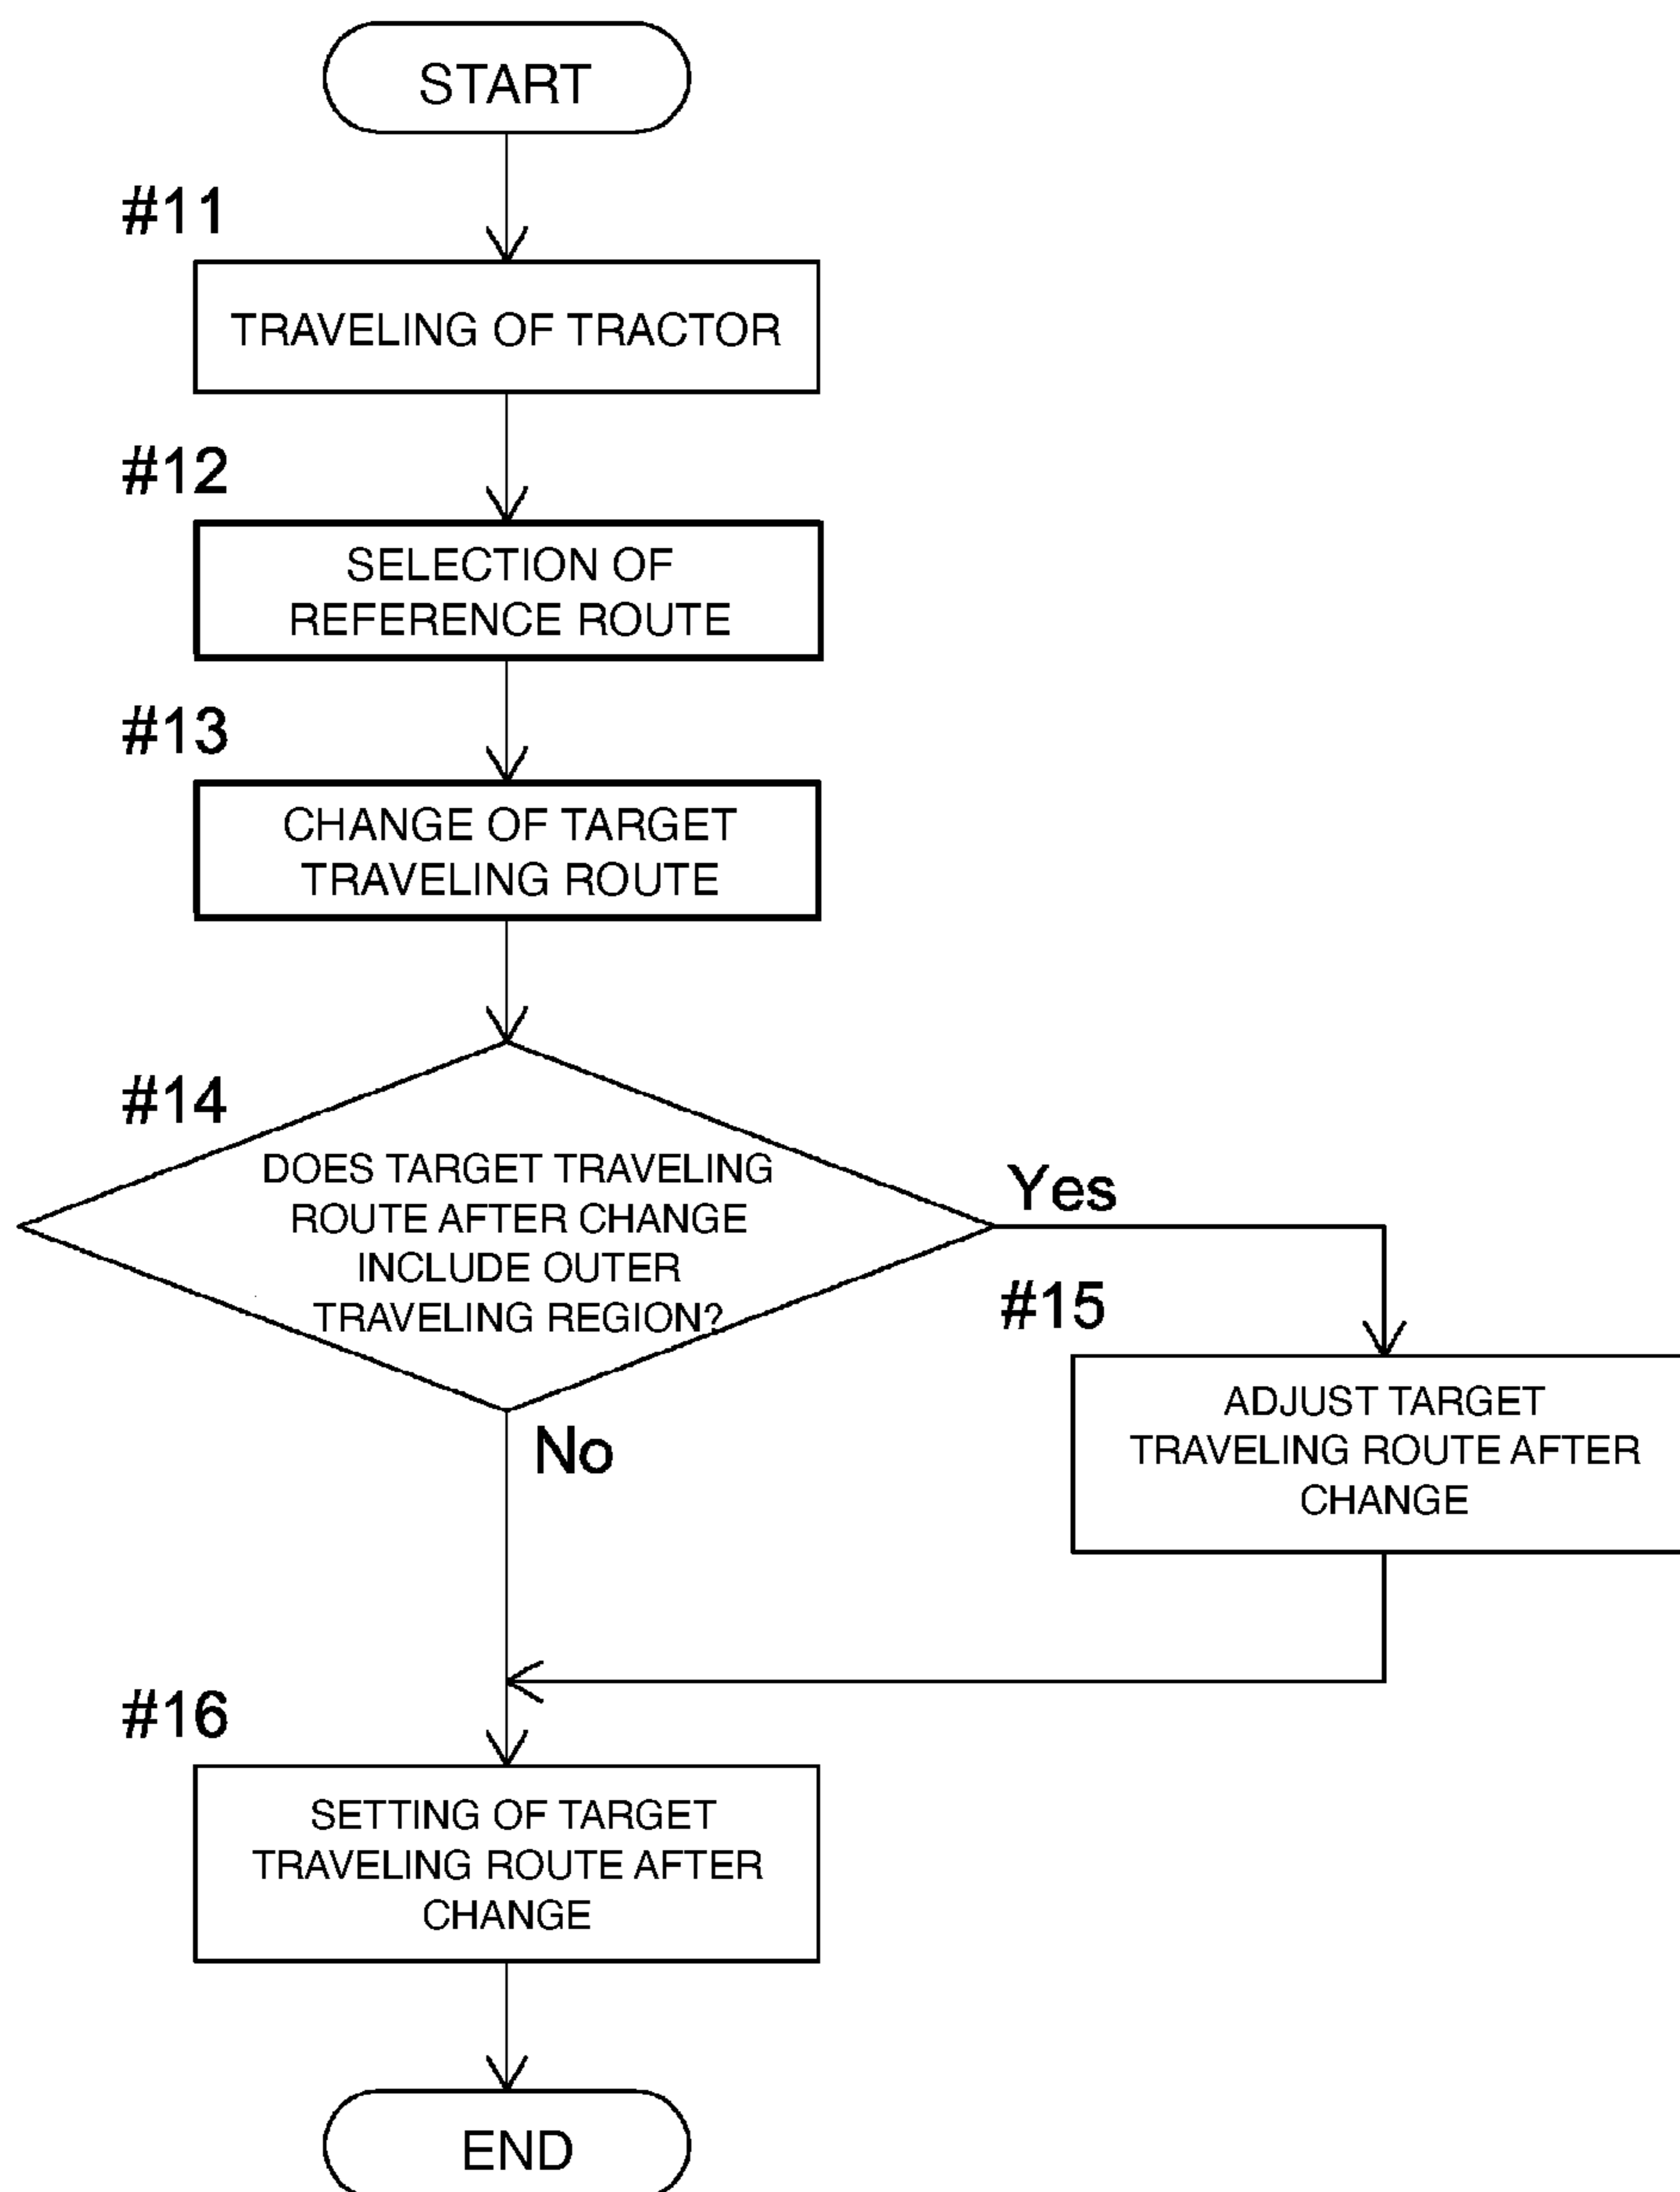 START
#11
TRAVELING OF TRACTOR
#12
SELECTION OF
REFERENCE ROUTE
#13
CHANGE OF TARGET
TRAVELING ROUTE
#14
DOES TARGET TRAVELING
ROUTE AFTER CHANGE
INCLUDE OUTER
TRAVELING REGION?
Yes
No
#15
ADJUST TARGET
TRAVELING ROUTE AFTER
CHANGE
#16
SETTING OF TARGET
TRAVELING ROUTE AFTER
CHANGE
END